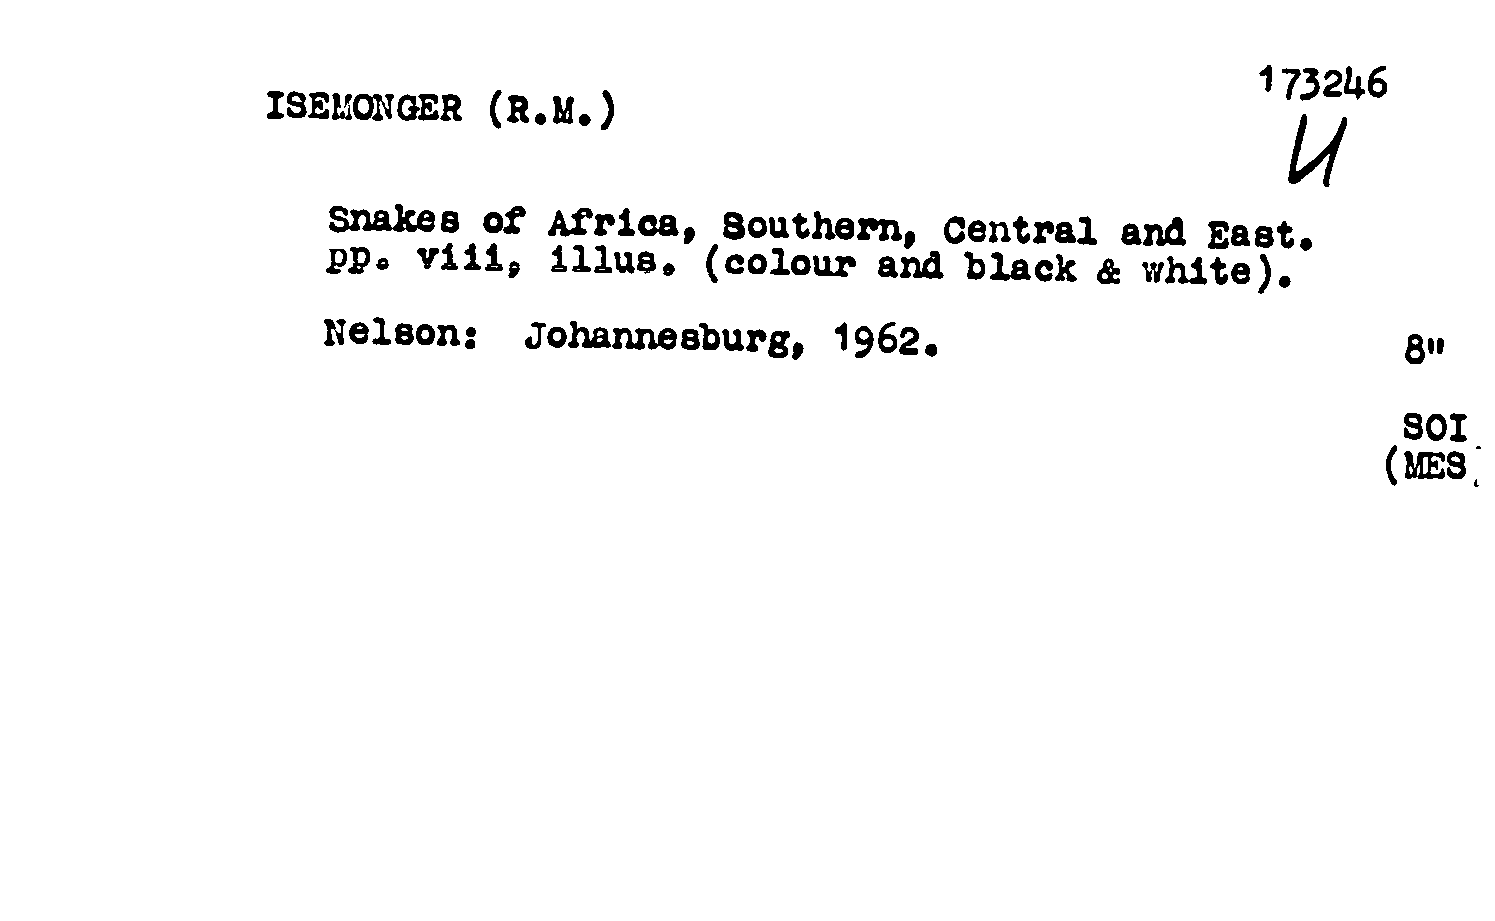 173246
ISEMONGER (R.M.)
U
Snakes of Africa, Southern, Central and East.
pp. viii, illus. (colour and black & white).
Nelson: Johannesburg, 1962.
8"
SOI
(MES